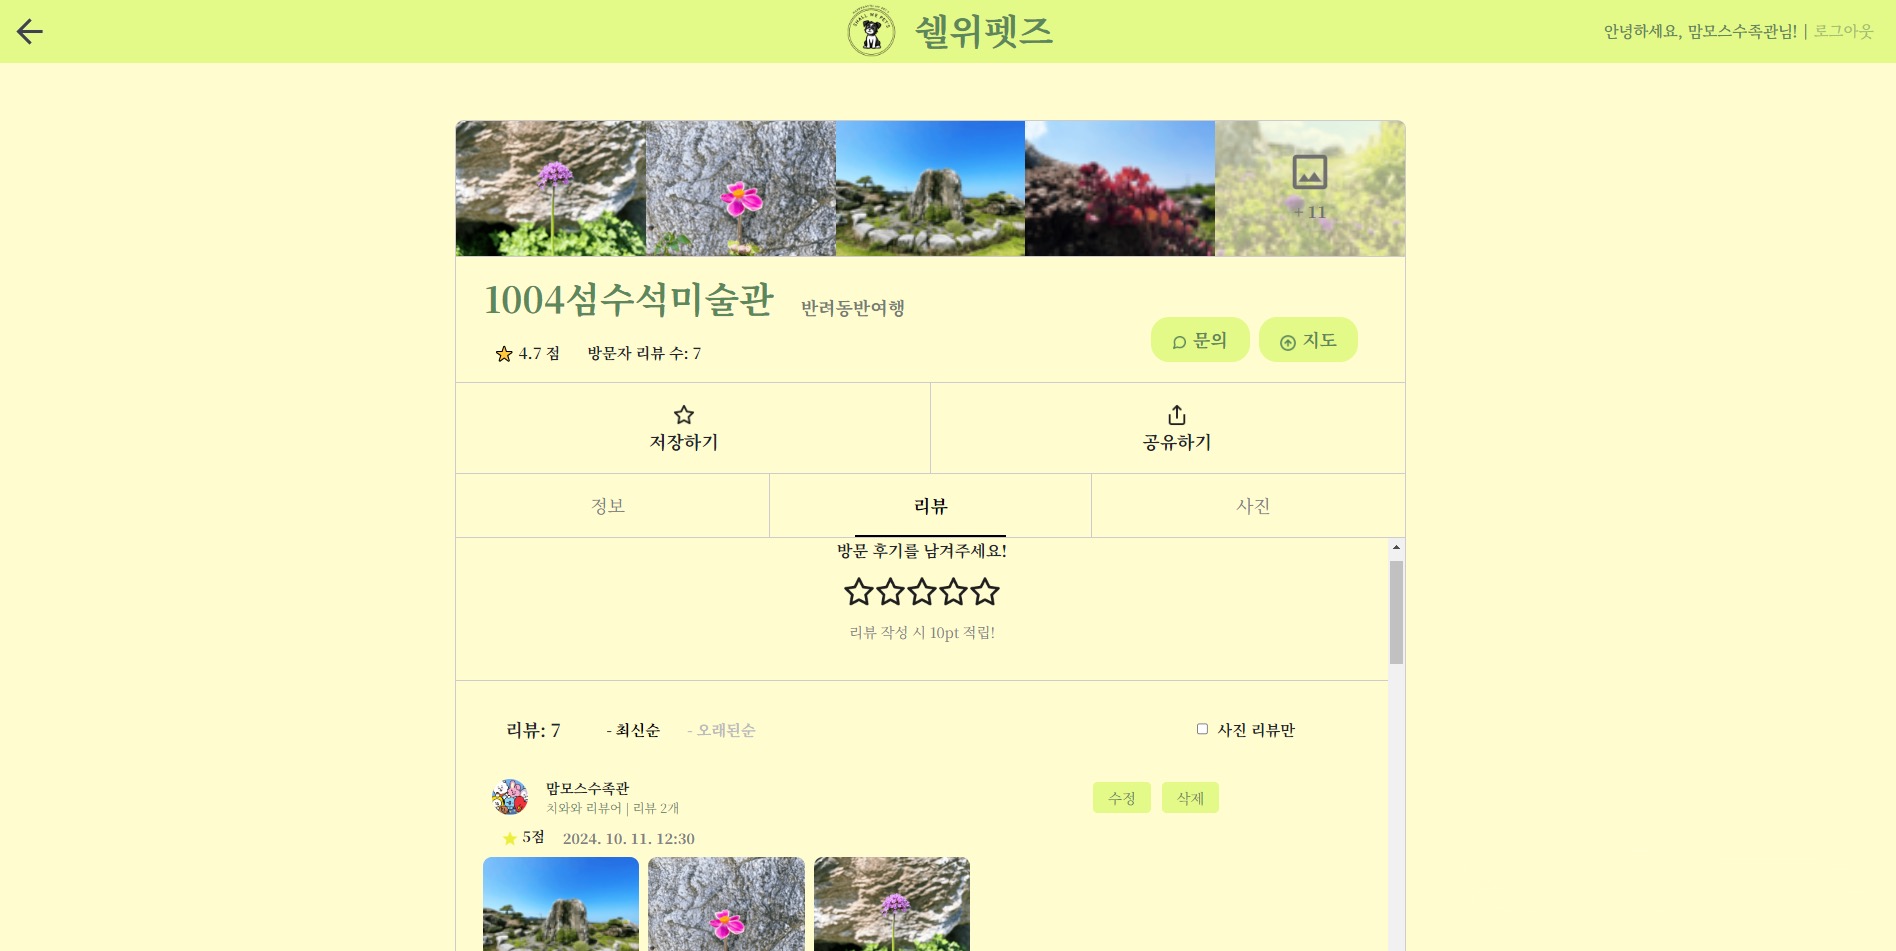 SHALL WE PET'S
쉘위펫즈
안녕하세요, 맘모스수족관님! | 로그아웃
+ 11
1004섬수석미술관 반려동반여행
4.7 점 방문자 리뷰 수: 7
문의 지도
저장하기 공유하기
정보 리뷰 사진
방문 후기를 남겨주세요!
리뷰 작성 시 10pt 적립!
리뷰: 7 - 최신순 - 오래된순 사진 리뷰만
맘모스수족관
치와와 리뷰어 | 리뷰 2개
수정 삭제
5점 2024. 10. 11. 12:30